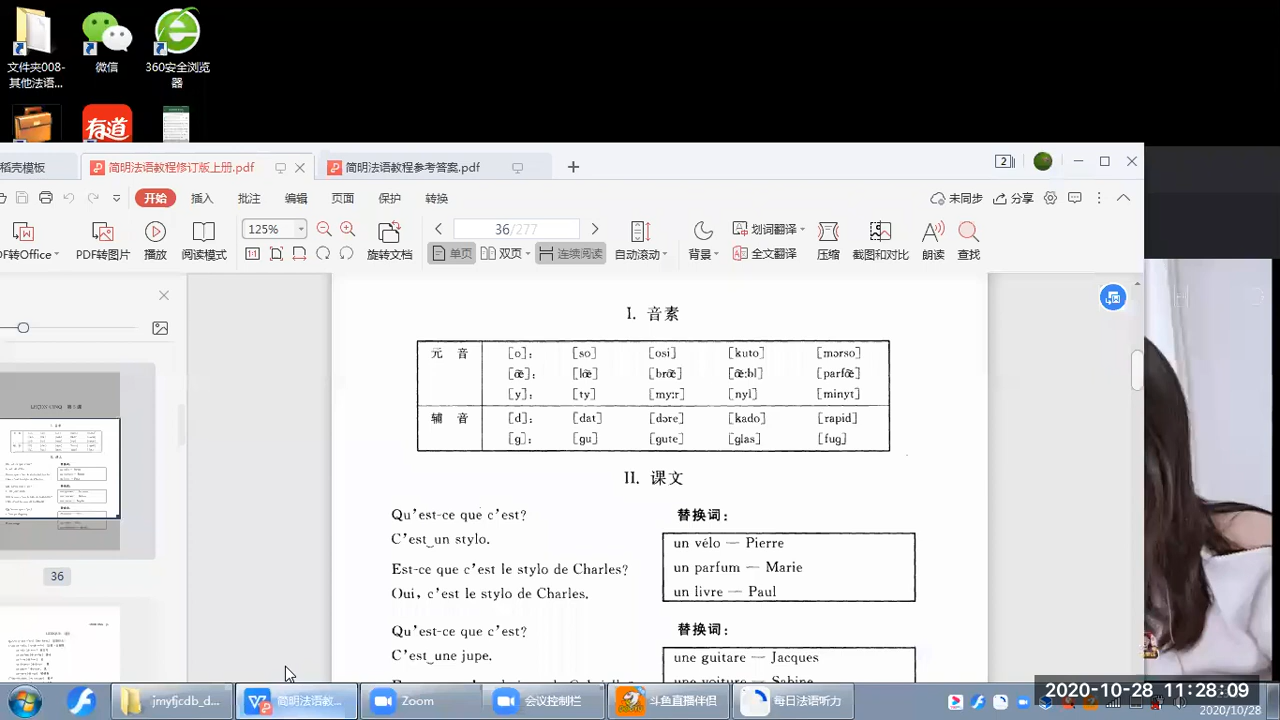 文件夹008-
其他法语...
微信
360安全浏览
器
有道
稻壳模板
简明法语教程修订版上册.pdf
简明法语教程参考答案.pdf
2
开始 插入 批注 编辑 页面 保护 转换
未同步 分享
PDF转Office PDF转图片 播放 阅读模式
125%
旋转文档
36/277
单页 双页 连续阅读
自动滚动 背景
划词翻译
全文翻译
压缩 截图和对比 朗读 查找
I. 音素
元 音 [o]: [so] [osi] [kuto] [mɔrso]
[œ̃]: [lœ̃] [brœ̃] [œ̃:bl] [parfœ̃]
[y]: [ty] [my:r] [nyl] [minyt]
辅 音 [d]: [dat] [dɔre] [kado] [rapid]
[g]: [gu] [gute] [glas] [fug]
II. 课文
Qu'est-ce que c'est?
C'est‿un stylo.
Est-ce que c'est le stylo de Charles?
Oui, c'est le stylo de Charles.
替换词:
un vélo — Pierre
un parfum — Marie
un livre — Paul
Qu'est-ce que c'est?
C'est‿une jupe.
替换词:
une guitare — Jacques
une voiture — Sabine
36
jmyfjcdb_d...
简明法语教...
Zoom
会议控制栏
斗鱼直播伴侣
每日法语听力
2020-10-28 11:28:09
2020/10/28